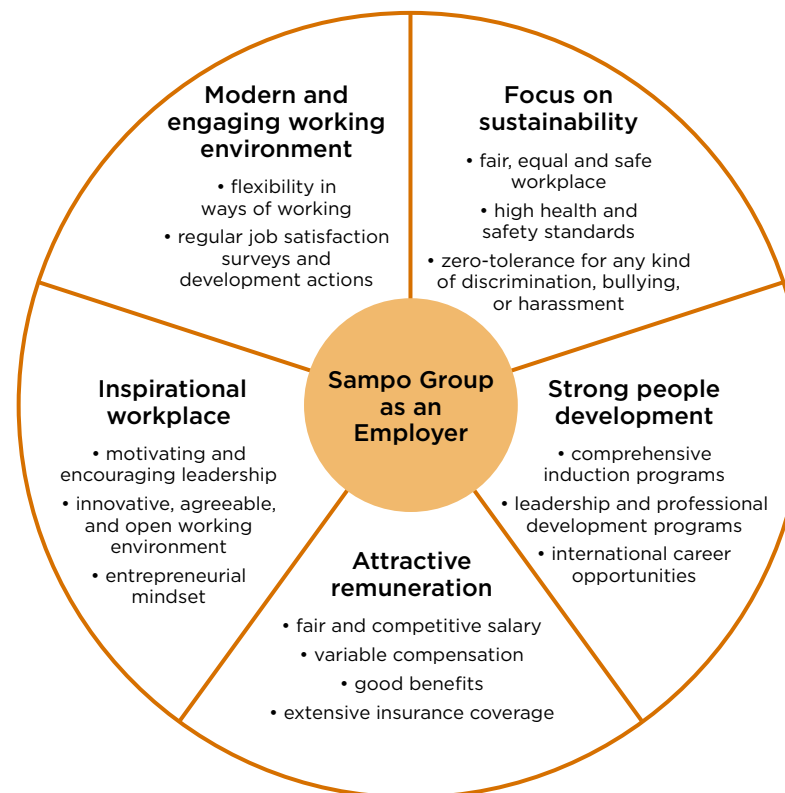 Modern and
engaging working
environment
• flexibility in
ways of working
• regular job satisfaction
surveys and
development actions
Focus on
sustainability
• fair, equal and safe
workplace
• high health and
safety standards
• zero-tolerance for any kind
of discrimination, bullying,
or harassment
Sampo Group
as an
Employer
Inspirational
workplace
• motivating and
encouraging leadership
• innovative, agreeable,
and open working
environment
• entrepreneurial
mindset
Strong people
development
• comprehensive
induction programs
• leadership and professional
development programs
• international career
opportunities
Attractive
remuneration
• fair and competitive salary
• variable compensation
• good benefits
• extensive insurance coverage